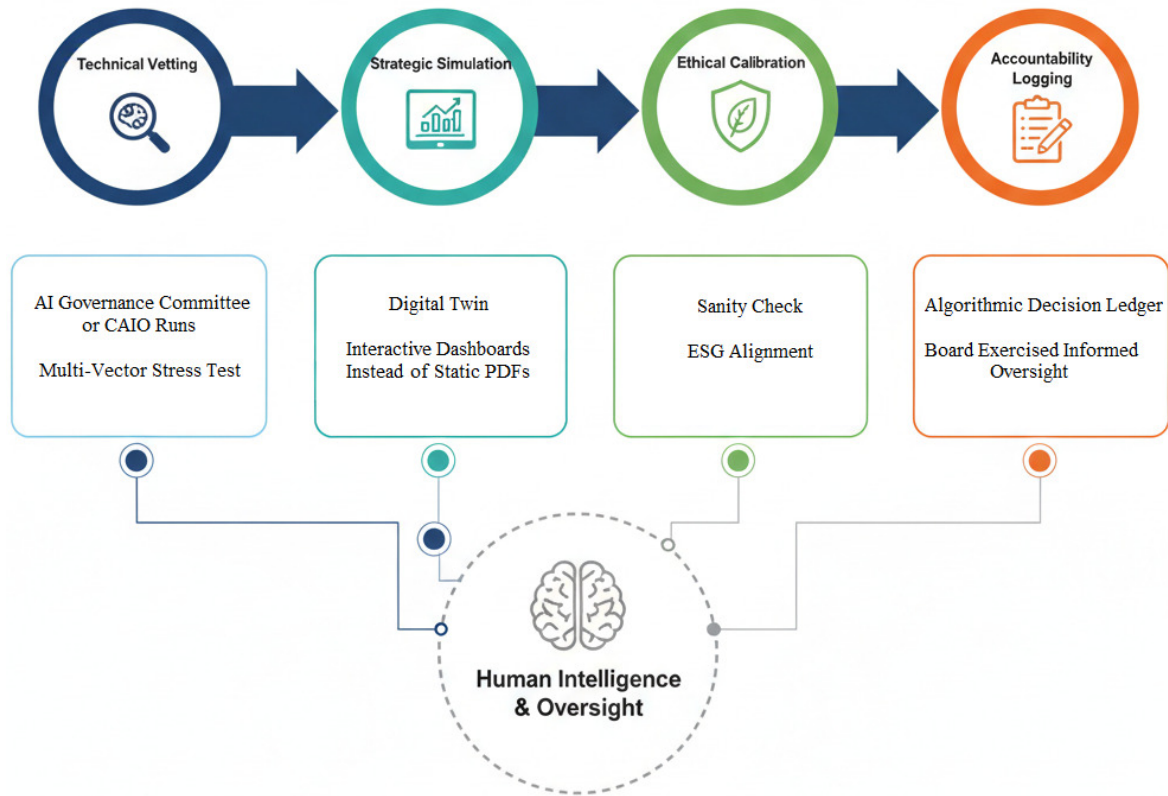 Technical Vetting
Strategic Simulation
Ethical Calibration
Accountability
Logging
AI Governance Committee
or CAIO Runs
Multi-Vector Stress Test
Digital Twin
Interactive Dashboards
Instead of Static PDFs
Sanity Check
ESG Alignment
Algorithmic Decision Ledger
Board Exercised Informed
Oversight
Human Intelligence
& Oversight